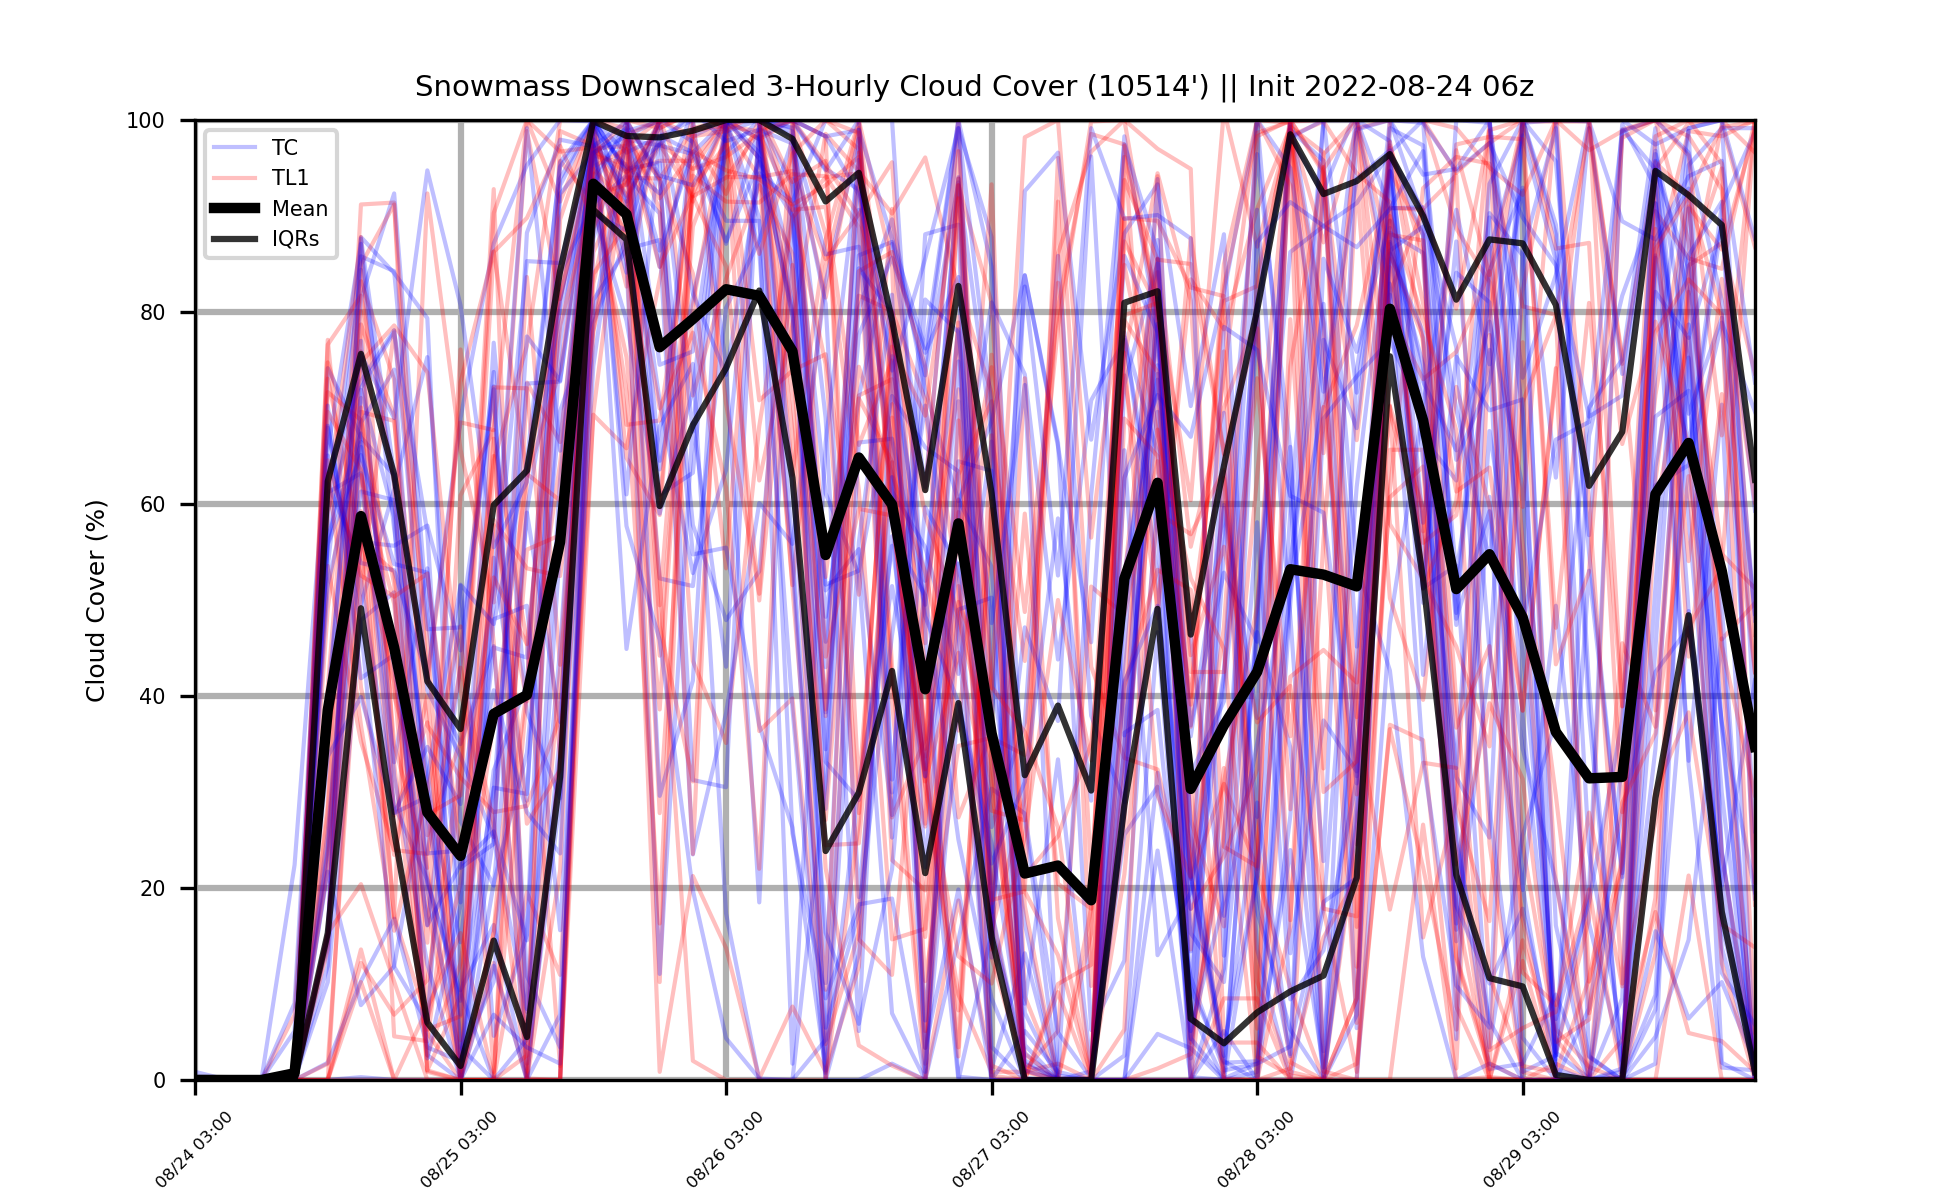 Snowmass Downscaled 3-Hourly Cloud Cover (10514') || Init 2022-08-24 06z
Cloud Cover (%)
100
80
60
40
20
0
TC
TL1
Mean
IQRs
08/24 03:00
08/25 03:00
08/26 03:00
08/27 03:00
08/28 03:00
08/29 03:00